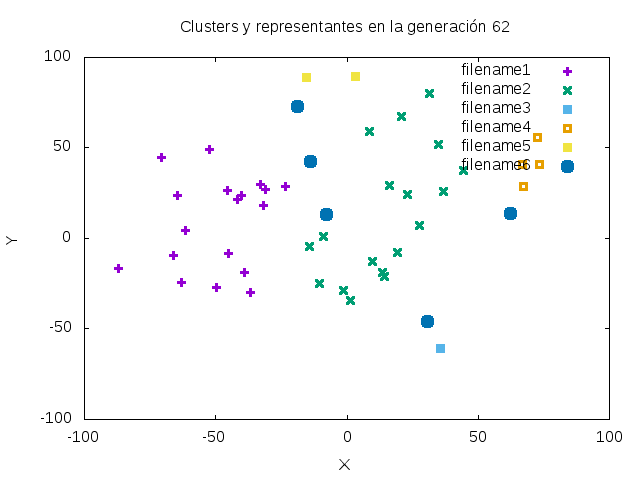 Clusters y representantes en la generación 62
filename1
filename2
filename3
filename4
filename5
filename6
100
50
0
-50
-100
Y
-100
-50
0
50
100
X